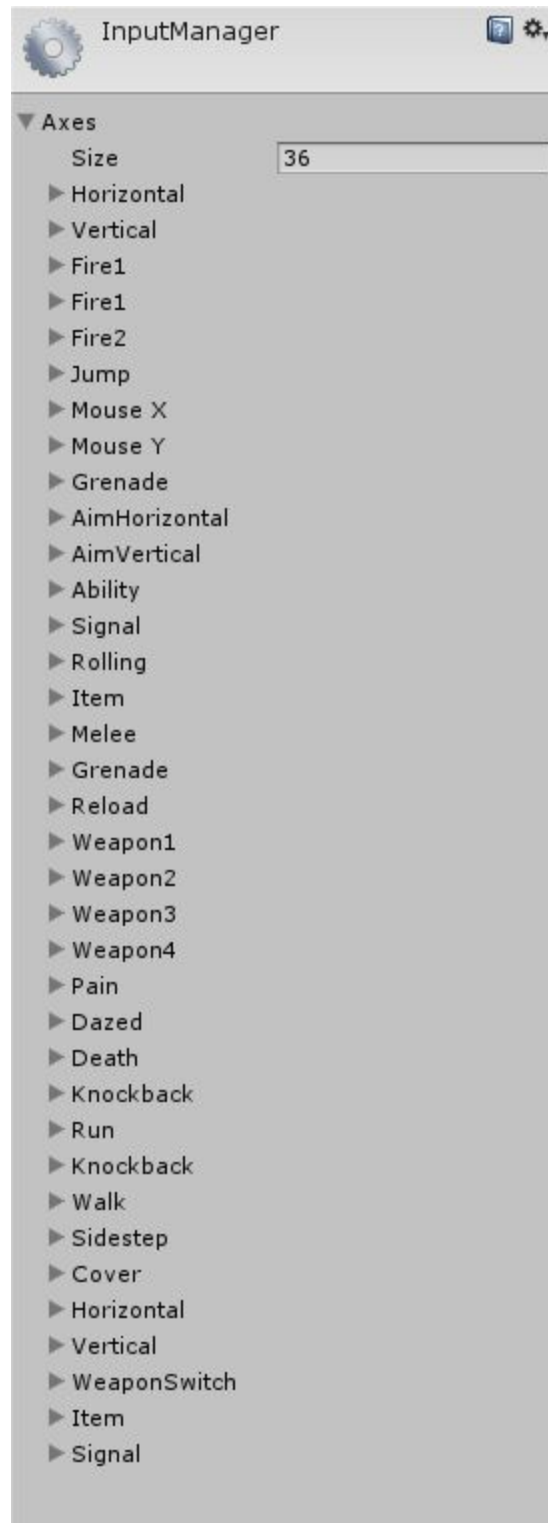 InputManager
Axes
Size 36
Horizontal
Vertical
Fire1
Fire1
Fire2
Jump
Mouse X
Mouse Y
Grenade
AimHorizontal
AimVertical
Ability
Signal
Rolling
Item
Melee
Grenade
Reload
Weapon1
Weapon2
Weapon3
Weapon4
Pain
Dazed
Death
Knockback
Run
Knockback
Walk
Sidestep
Cover
Horizontal
Vertical
WeaponSwitch
Item
Signal